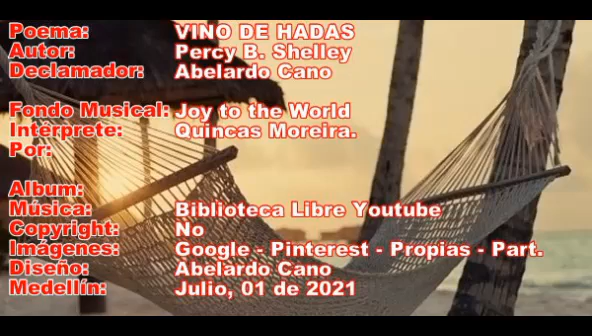 Poema: VINO DE HADAS
Autor: Percy B. Shelley
Declamador: Abelardo Cano
Fondo Musical: Joy to the World
Intérprete: Quincas Moreira.
Por:
Album:
Música: Biblioteca Libre Youtube
Copyright: No
Imágenes: Google - Pinterest - Propias - Part.
Diseño: Abelardo Cano
Medellín: Julio, 01 de 2021